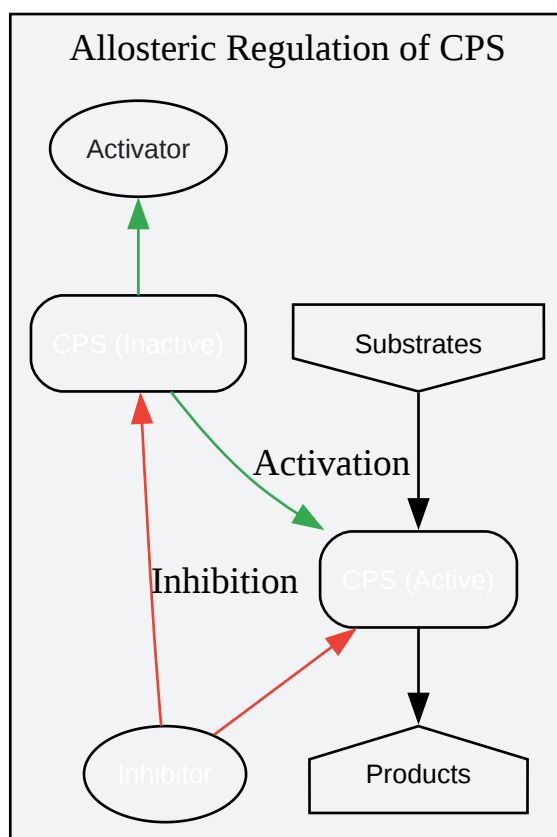 Allosteric Regulation of CPS
Activator
CPS (Inactive)
Substrates
Activation
CPS (Active)
Inhibition
Inhibitor
Products